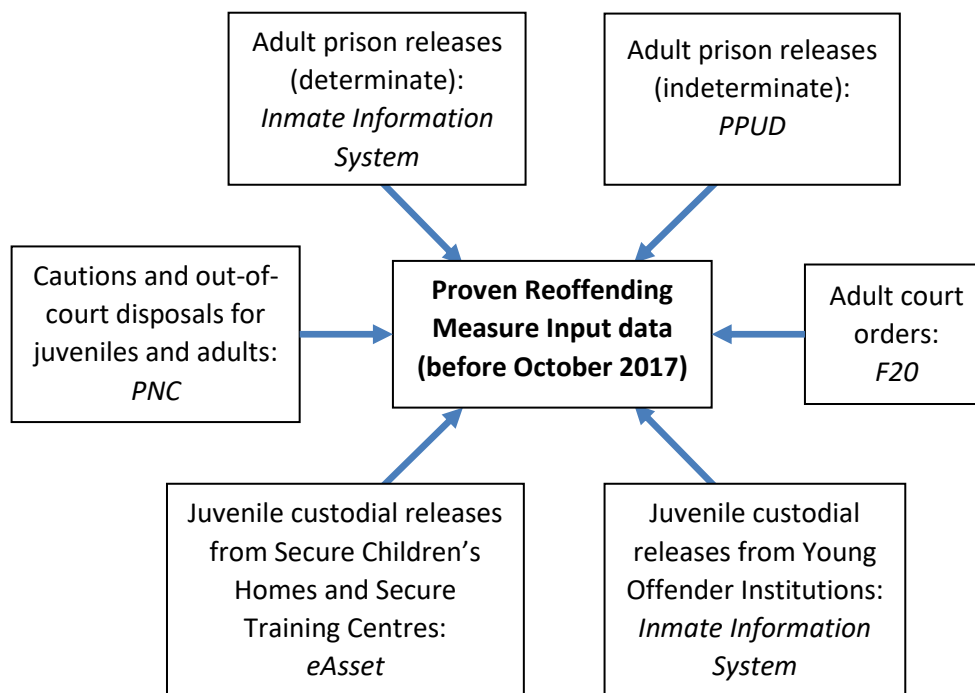 Adult prison releases
(determinate):
Inmate Information
System
Adult prison releases
(indeterminate):
PPUD
Cautions and out-of-
court disposals for
juveniles and adults:
PNC
Proven Reoffending
Measure Input data
(before October 2017)
Adult court
orders:
F20
Juvenile custodial releases
from Secure Children’s
Homes and Secure
Training Centres:
eAsset
Juvenile custodial
releases from Young
Offender Institutions:
Inmate Information
System